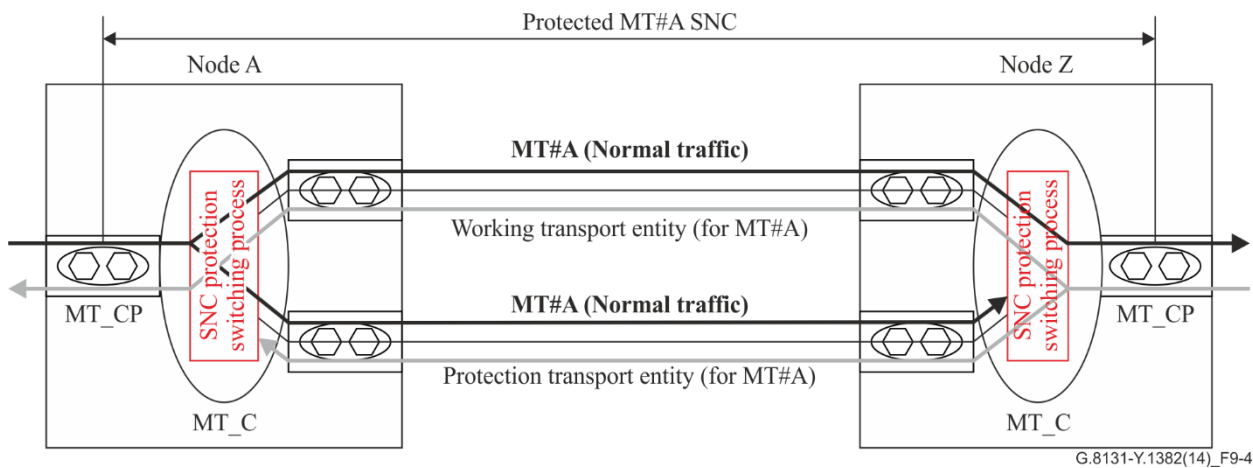 Protected MT#A SNC
Node A
Node Z
MT#A (Normal traffic)
Working transport entity (for MT#A)
SNC protection
switching process
SNC protection
switching process
MT_CP
MT_CP
MT#A (Normal traffic)
Protection transport entity (for MT#A)
MT_C
MT_C
G.8131-Y.1382(14)_F9-4